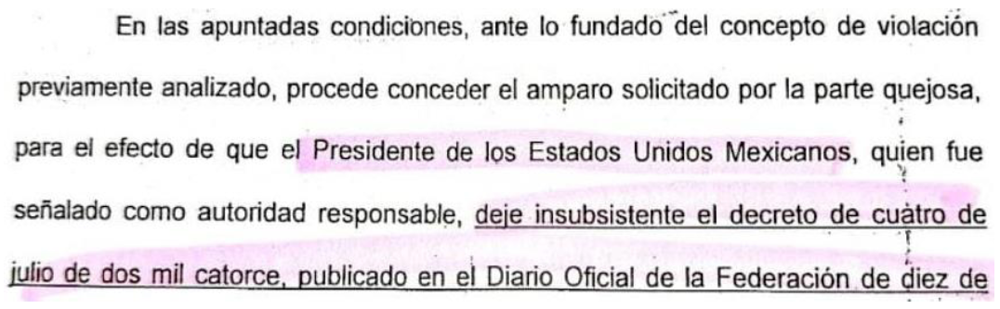 En las apuntadas condiciones, ante lo fundado del concepto de violación
previamente analizado, procede conceder el amparo solicitado por la parte quejosa,
para el efecto de que el Presidente de los Estados Unidos Mexicanos, quien fue
señalado como autoridad responsable, deje insubsistente el decreto de cuatro de
julio de dos mil catorce, publicado en el Diario Oficial de la Federación de diez de